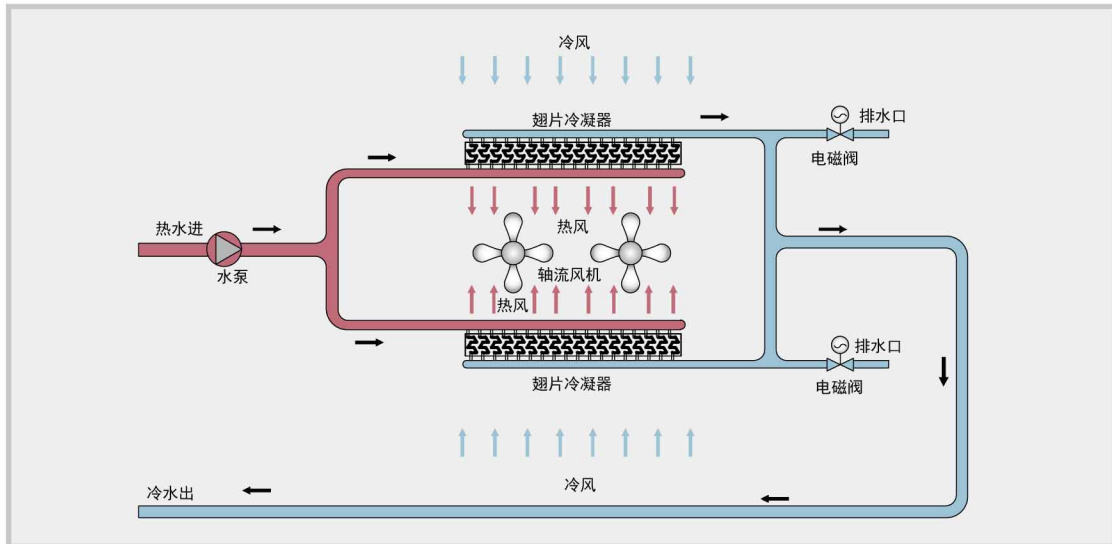 冷风
翅片冷凝器
排水口
电磁阀
热水进
热风
水泵
轴流风机
热风
排水口
翅片冷凝器
电磁阀
冷风
冷水出